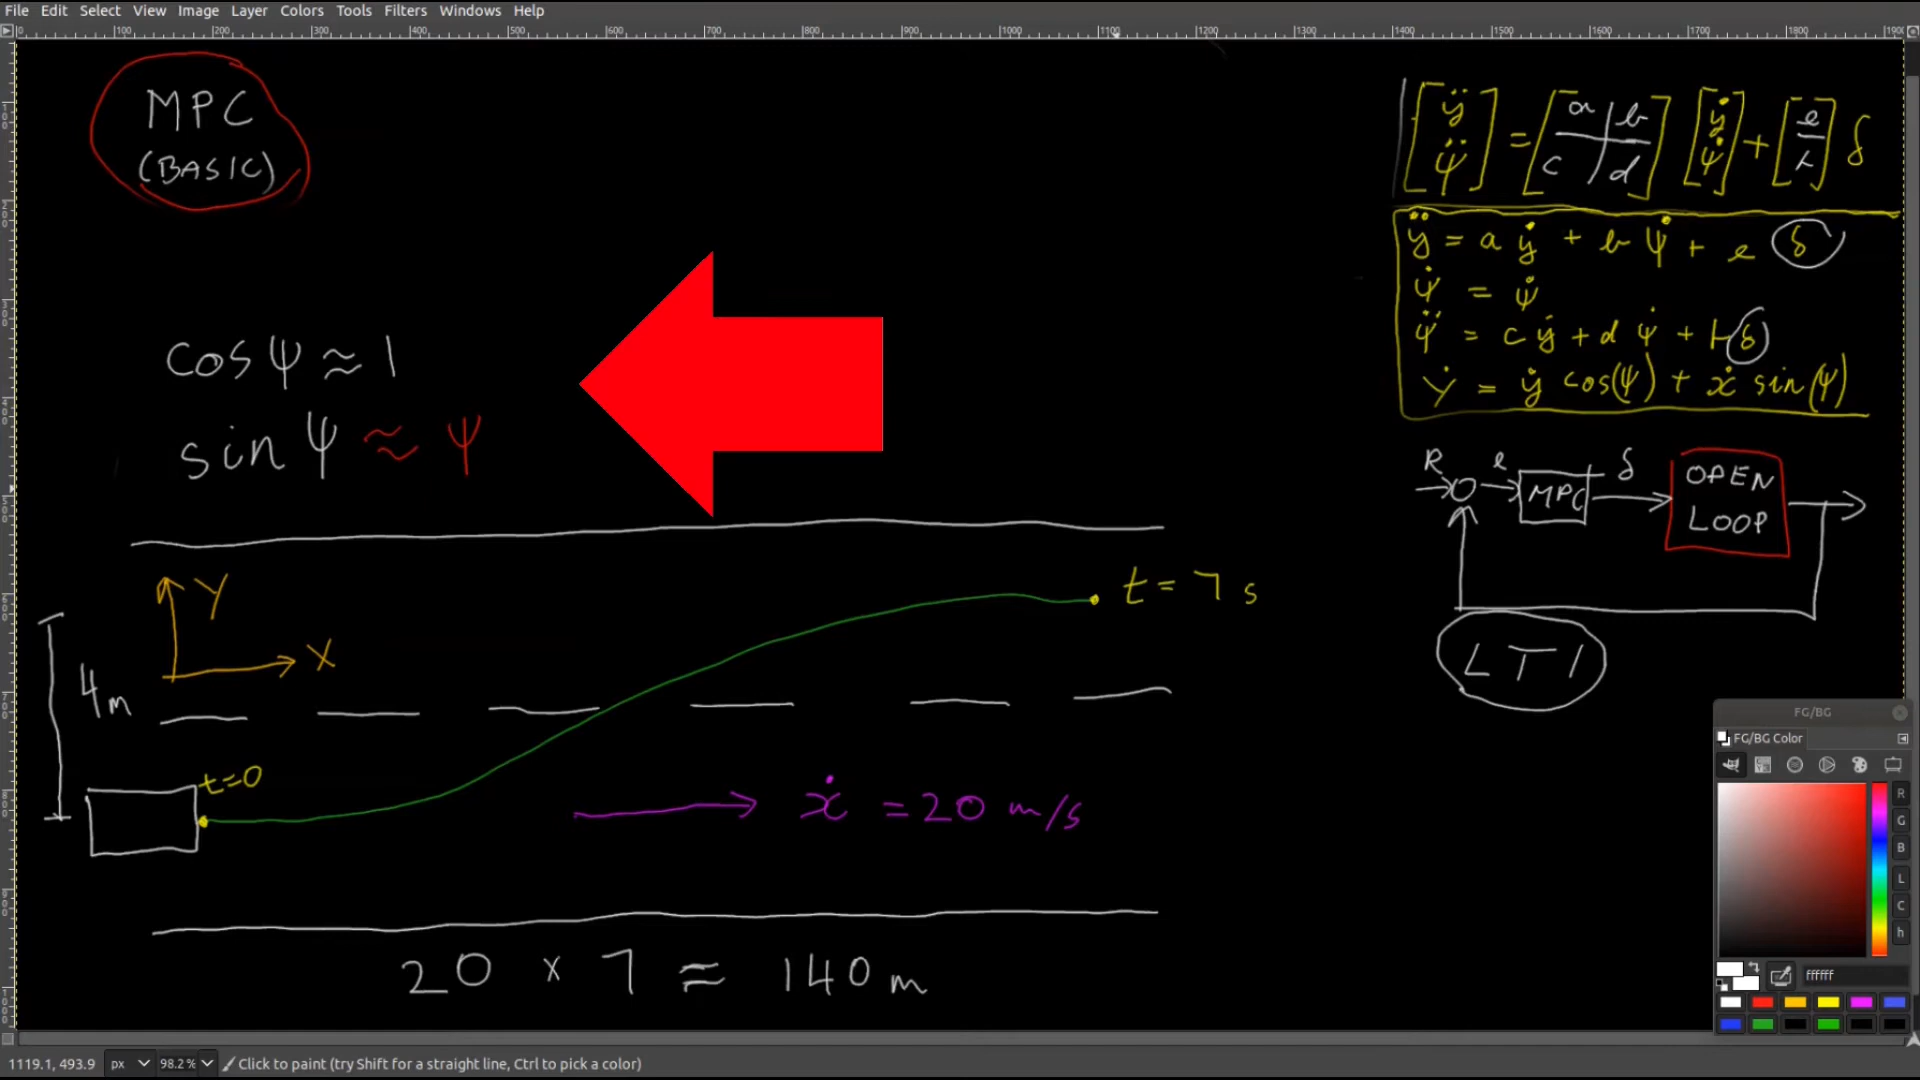 File Edit Select View Image Layer Colors Tools Filters Windows Help
MPC
(BASIC)
cos ψ ≈ 1
sin ψ ≈ ψ
Y
X
4m
t=0
t = 7 s
ẋ = 20 m/s
20 x 7 ≈ 140 m
[ÿ ψ̈] = [a b c d] [ẏ ψ̇] + [e f] δ
ÿ = a ẏ + b ψ̇ + e δ
ψ̇ = ψ̇
ψ̈ = c ẏ + d ψ̇ + f δ
Ẏ = ẏ cos(ψ) + ẋ sin(ψ)
R e MPC δ OPEN LOOP
LTI
FG/BG
FG/BG Color
R
G
B
L
C
h
ffffff
1119.1, 493.9 px 98.2 % Click to paint (try Shift for a straight line, Ctrl to pick a color)